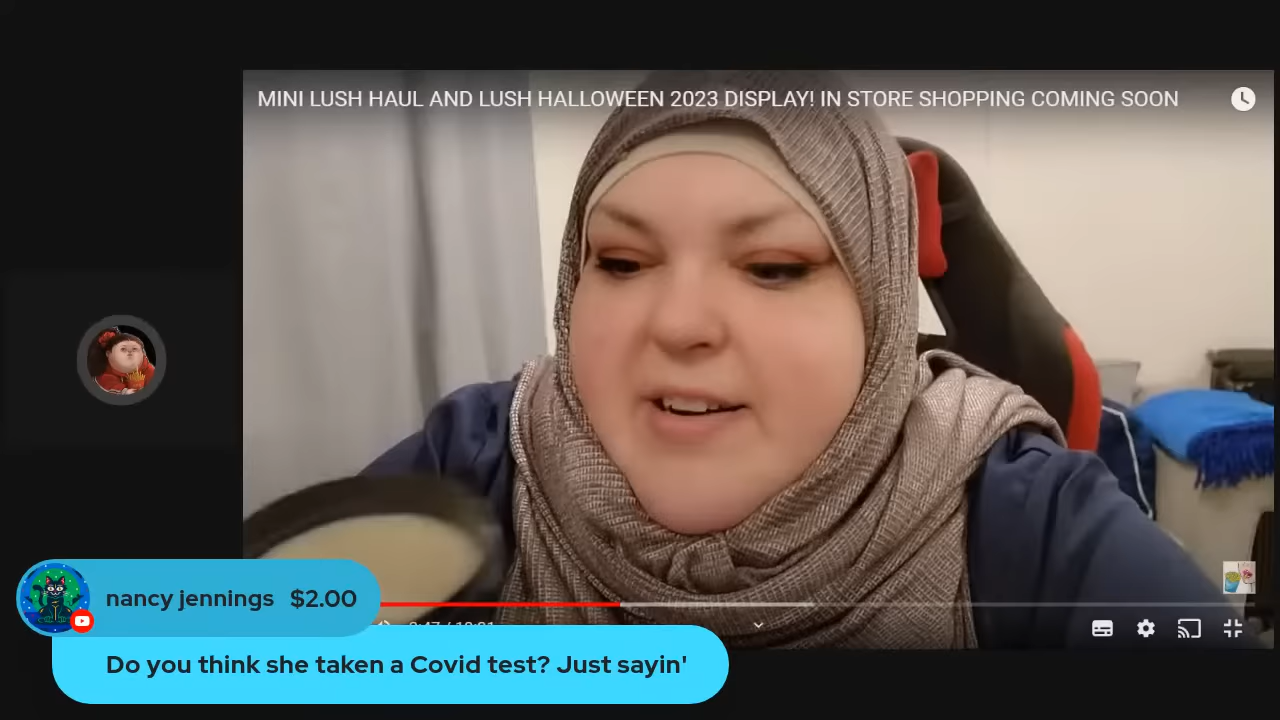 MINI LUSH HAUL AND LUSH HALLOWEEN 2023 DISPLAY! IN STORE SHOPPING COMING SOON
nancy jennings $2.00
Do you think she taken a Covid test? Just sayin'